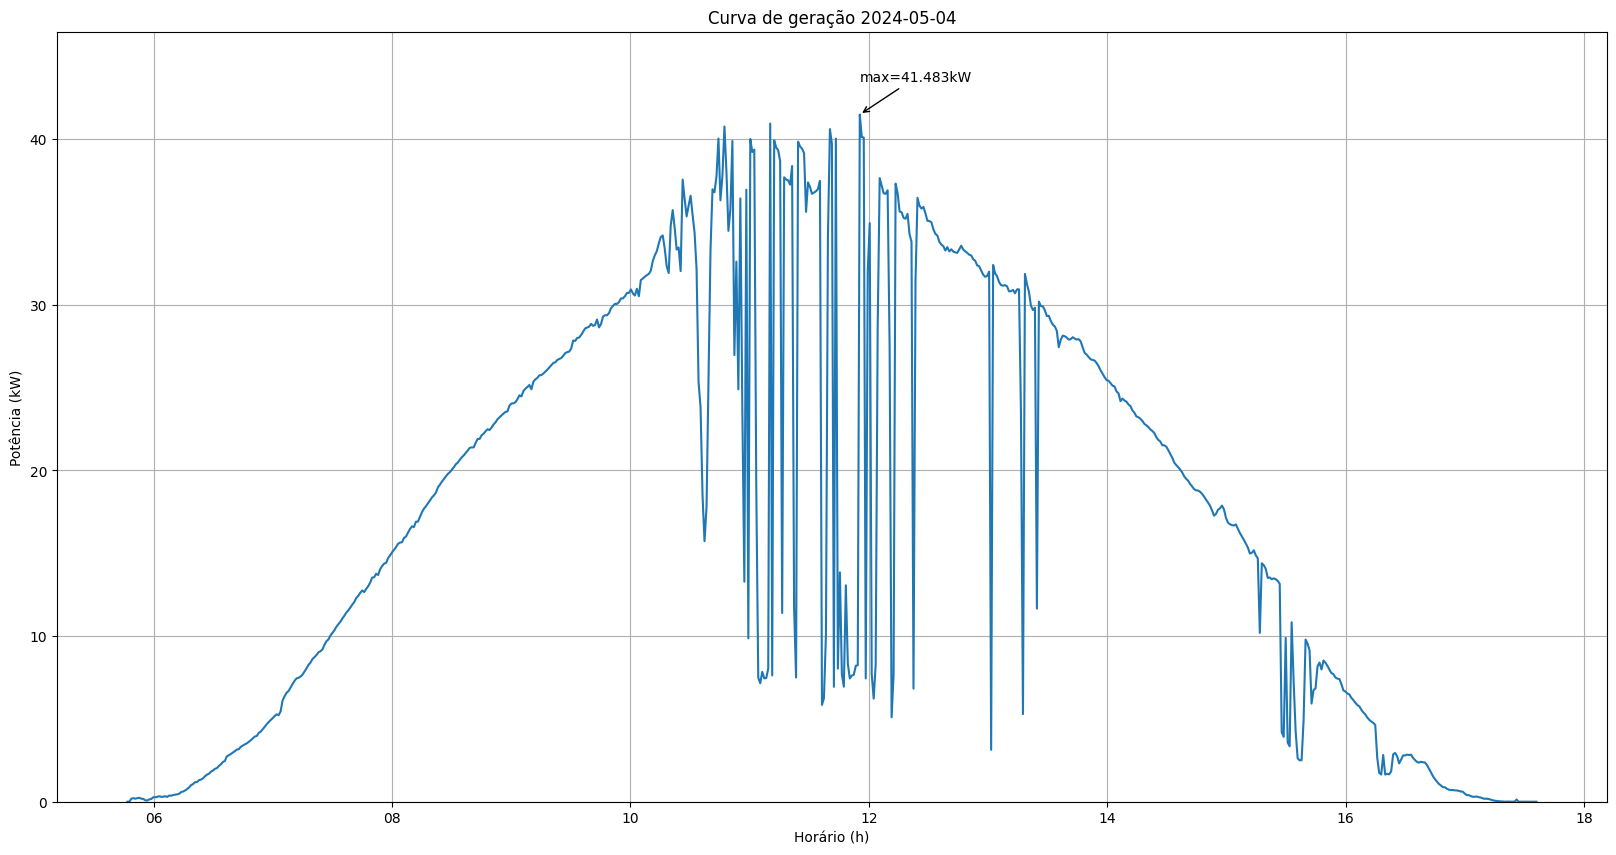 Curva de geração 2024-05-04
max=41.483kW
Potência (kW)
40
30
20
10
0
06 08 10 12 14 16 18
Horário (h)